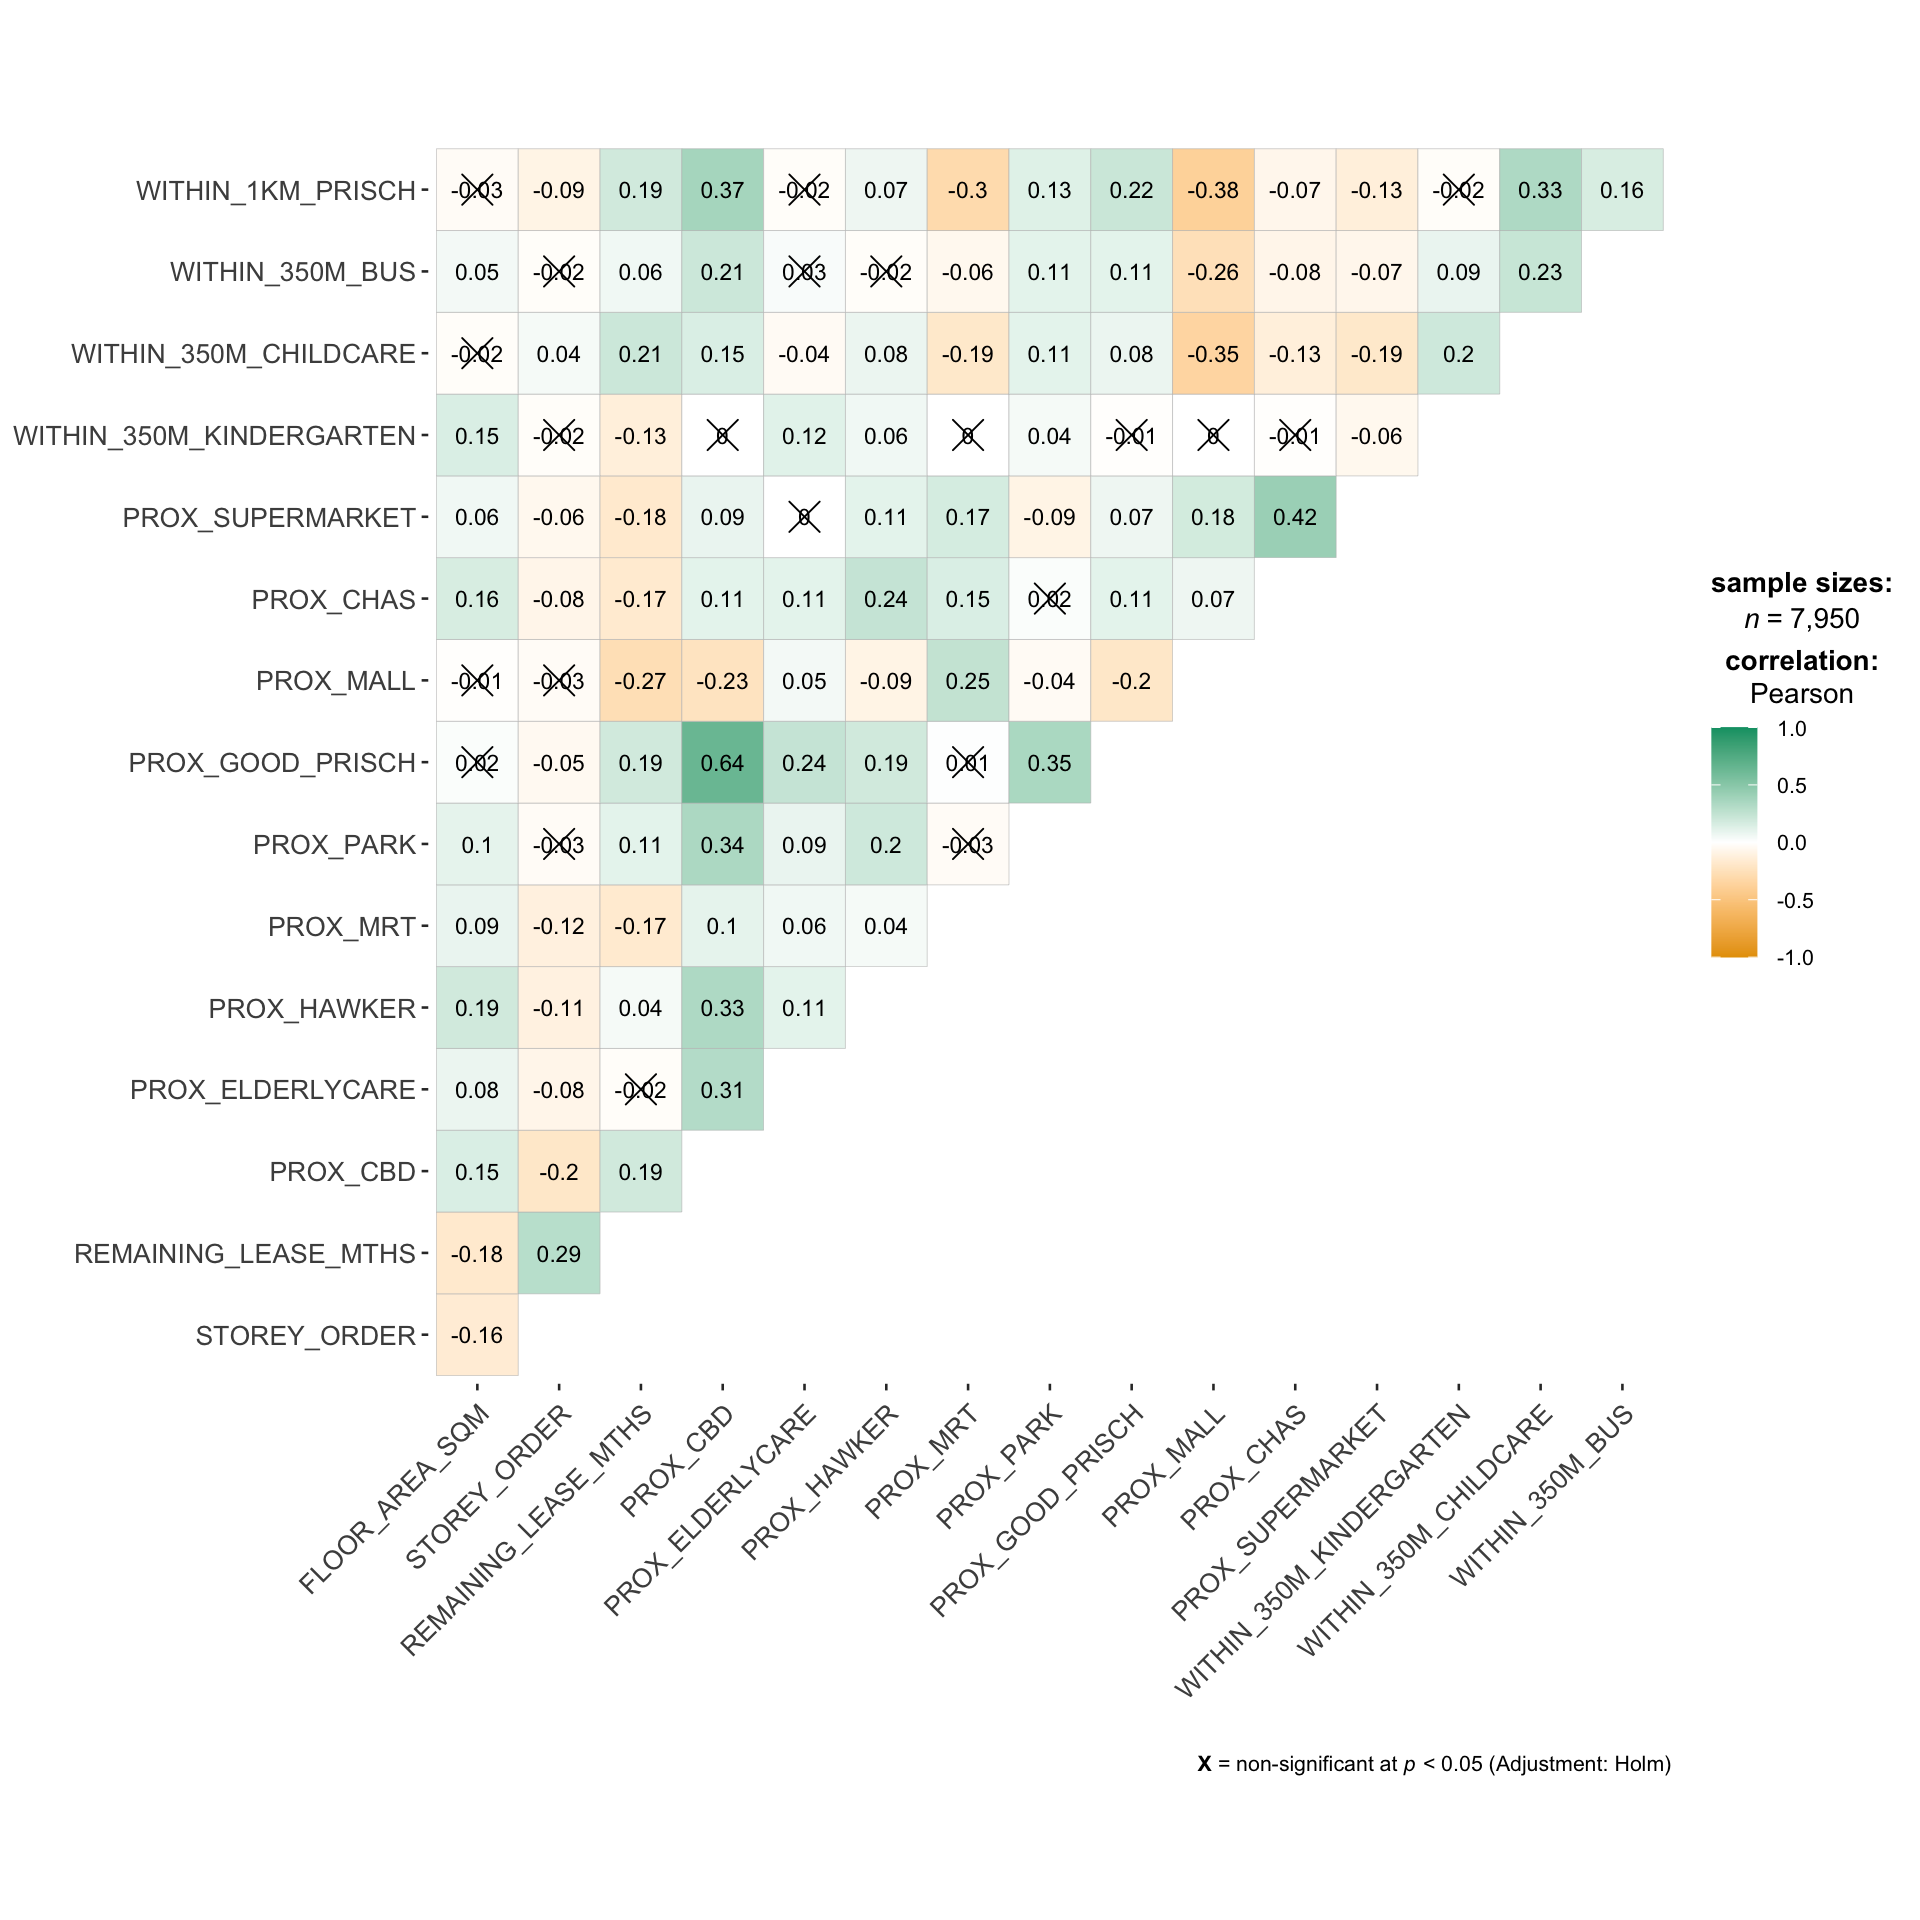 WITHIN_1KM_PRISCH -0.03 -0.09 0.19 0.37 -0.02 0.07 -0.3 0.13 0.22 -0.38 -0.07 -0.13 -0.02 0.33 0.16
WITHIN_350M_BUS 0.05 -0.02 0.06 0.21 0.03 -0.02 -0.06 0.11 0.11 -0.26 -0.08 -0.07 0.09 0.23
WITHIN_350M_CHILDCARE -0.02 0.04 0.21 0.15 -0.04 0.08 -0.19 0.11 0.08 -0.35 -0.13 -0.19 0.2
WITHIN_350M_KINDERGARTEN 0.15 -0.02 -0.13 0 0.12 0.06 0 0.04 -0.01 0 -0.01 -0.06
PROX_SUPERMARKET 0.06 -0.06 -0.18 0.09 0 0.11 0.17 -0.09 0.07 0.18 0.42
PROX_CHAS 0.16 -0.08 -0.17 0.11 0.11 0.24 0.15 0.02 0.11 0.07
PROX_MALL -0.01 -0.03 -0.27 -0.23 0.05 -0.09 0.25 -0.04 -0.2
PROX_GOOD_PRISCH 0.02 -0.05 0.19 0.64 0.24 0.19 0.01 0.35
PROX_PARK 0.1 -0.03 0.11 0.34 0.09 0.2 -0.03
PROX_MRT 0.09 -0.12 -0.17 0.1 0.06 0.04
PROX_HAWKER 0.19 -0.11 0.04 0.33 0.11
PROX_ELDERLYCARE 0.08 -0.08 -0.02 0.31
PROX_CBD 0.15 -0.2 0.19
REMAINING_LEASE_MTHS -0.18 0.29
STOREY_ORDER -0.16
FLOOR_AREA_SQM
STOREY_ORDER
REMAINING_LEASE_MTHS
PROX_CBD
PROX_ELDERLYCARE
PROX_HAWKER
PROX_MRT
PROX_PARK
PROX_GOOD_PRISCH
PROX_MALL
PROX_CHAS
PROX_SUPERMARKET
WITHIN_350M_KINDERGARTEN
WITHIN_350M_CHILDCARE
WITHIN_350M_BUS
sample sizes:
n = 7,950
correlation:
Pearson
1.0
0.5
0.0
-0.5
-1.0
X = non-significant at p < 0.05 (Adjustment: Holm)